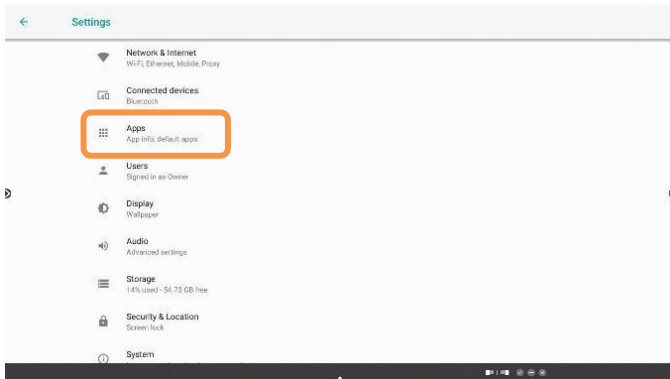 Settings
Network & Internet
Wi-Fi, Ethernet, Mobile, Proxy
Connected devices
Bluetooth
Apps
App info, default apps
Users
Signed in as Owner
Display
Wallpaper
Audio
Advanced settings
Storage
14% used - 54.73 GB free
Security & Location
Screen lock
System